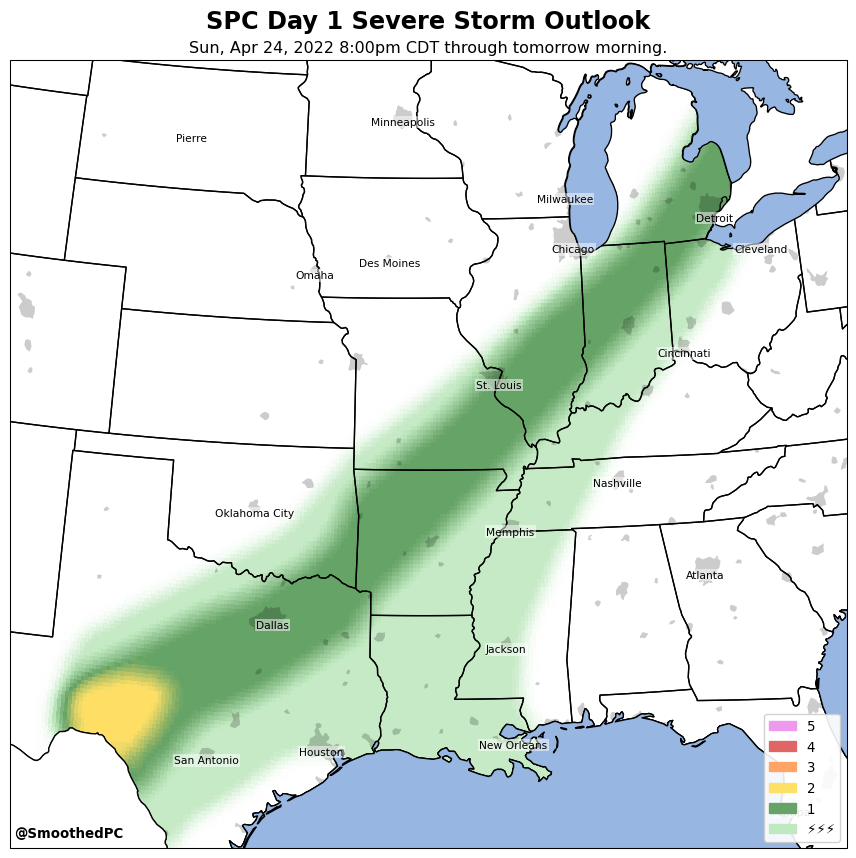 SPC Day 1 Severe Storm Outlook
Sun, Apr 24, 2022 8:00pm CDT through tomorrow morning.
Minneapolis
Pierre
Milwaukee
Detroit
Chicago
Cleveland
Des Moines
Omaha
Cincinnati
St. Louis
Nashville
Oklahoma City
Memphis
Atlanta
Dallas
Jackson
New Orleans
Houston
San Antonio
5
4
3
2
1
⚡⚡⚡
@SmoothedPC